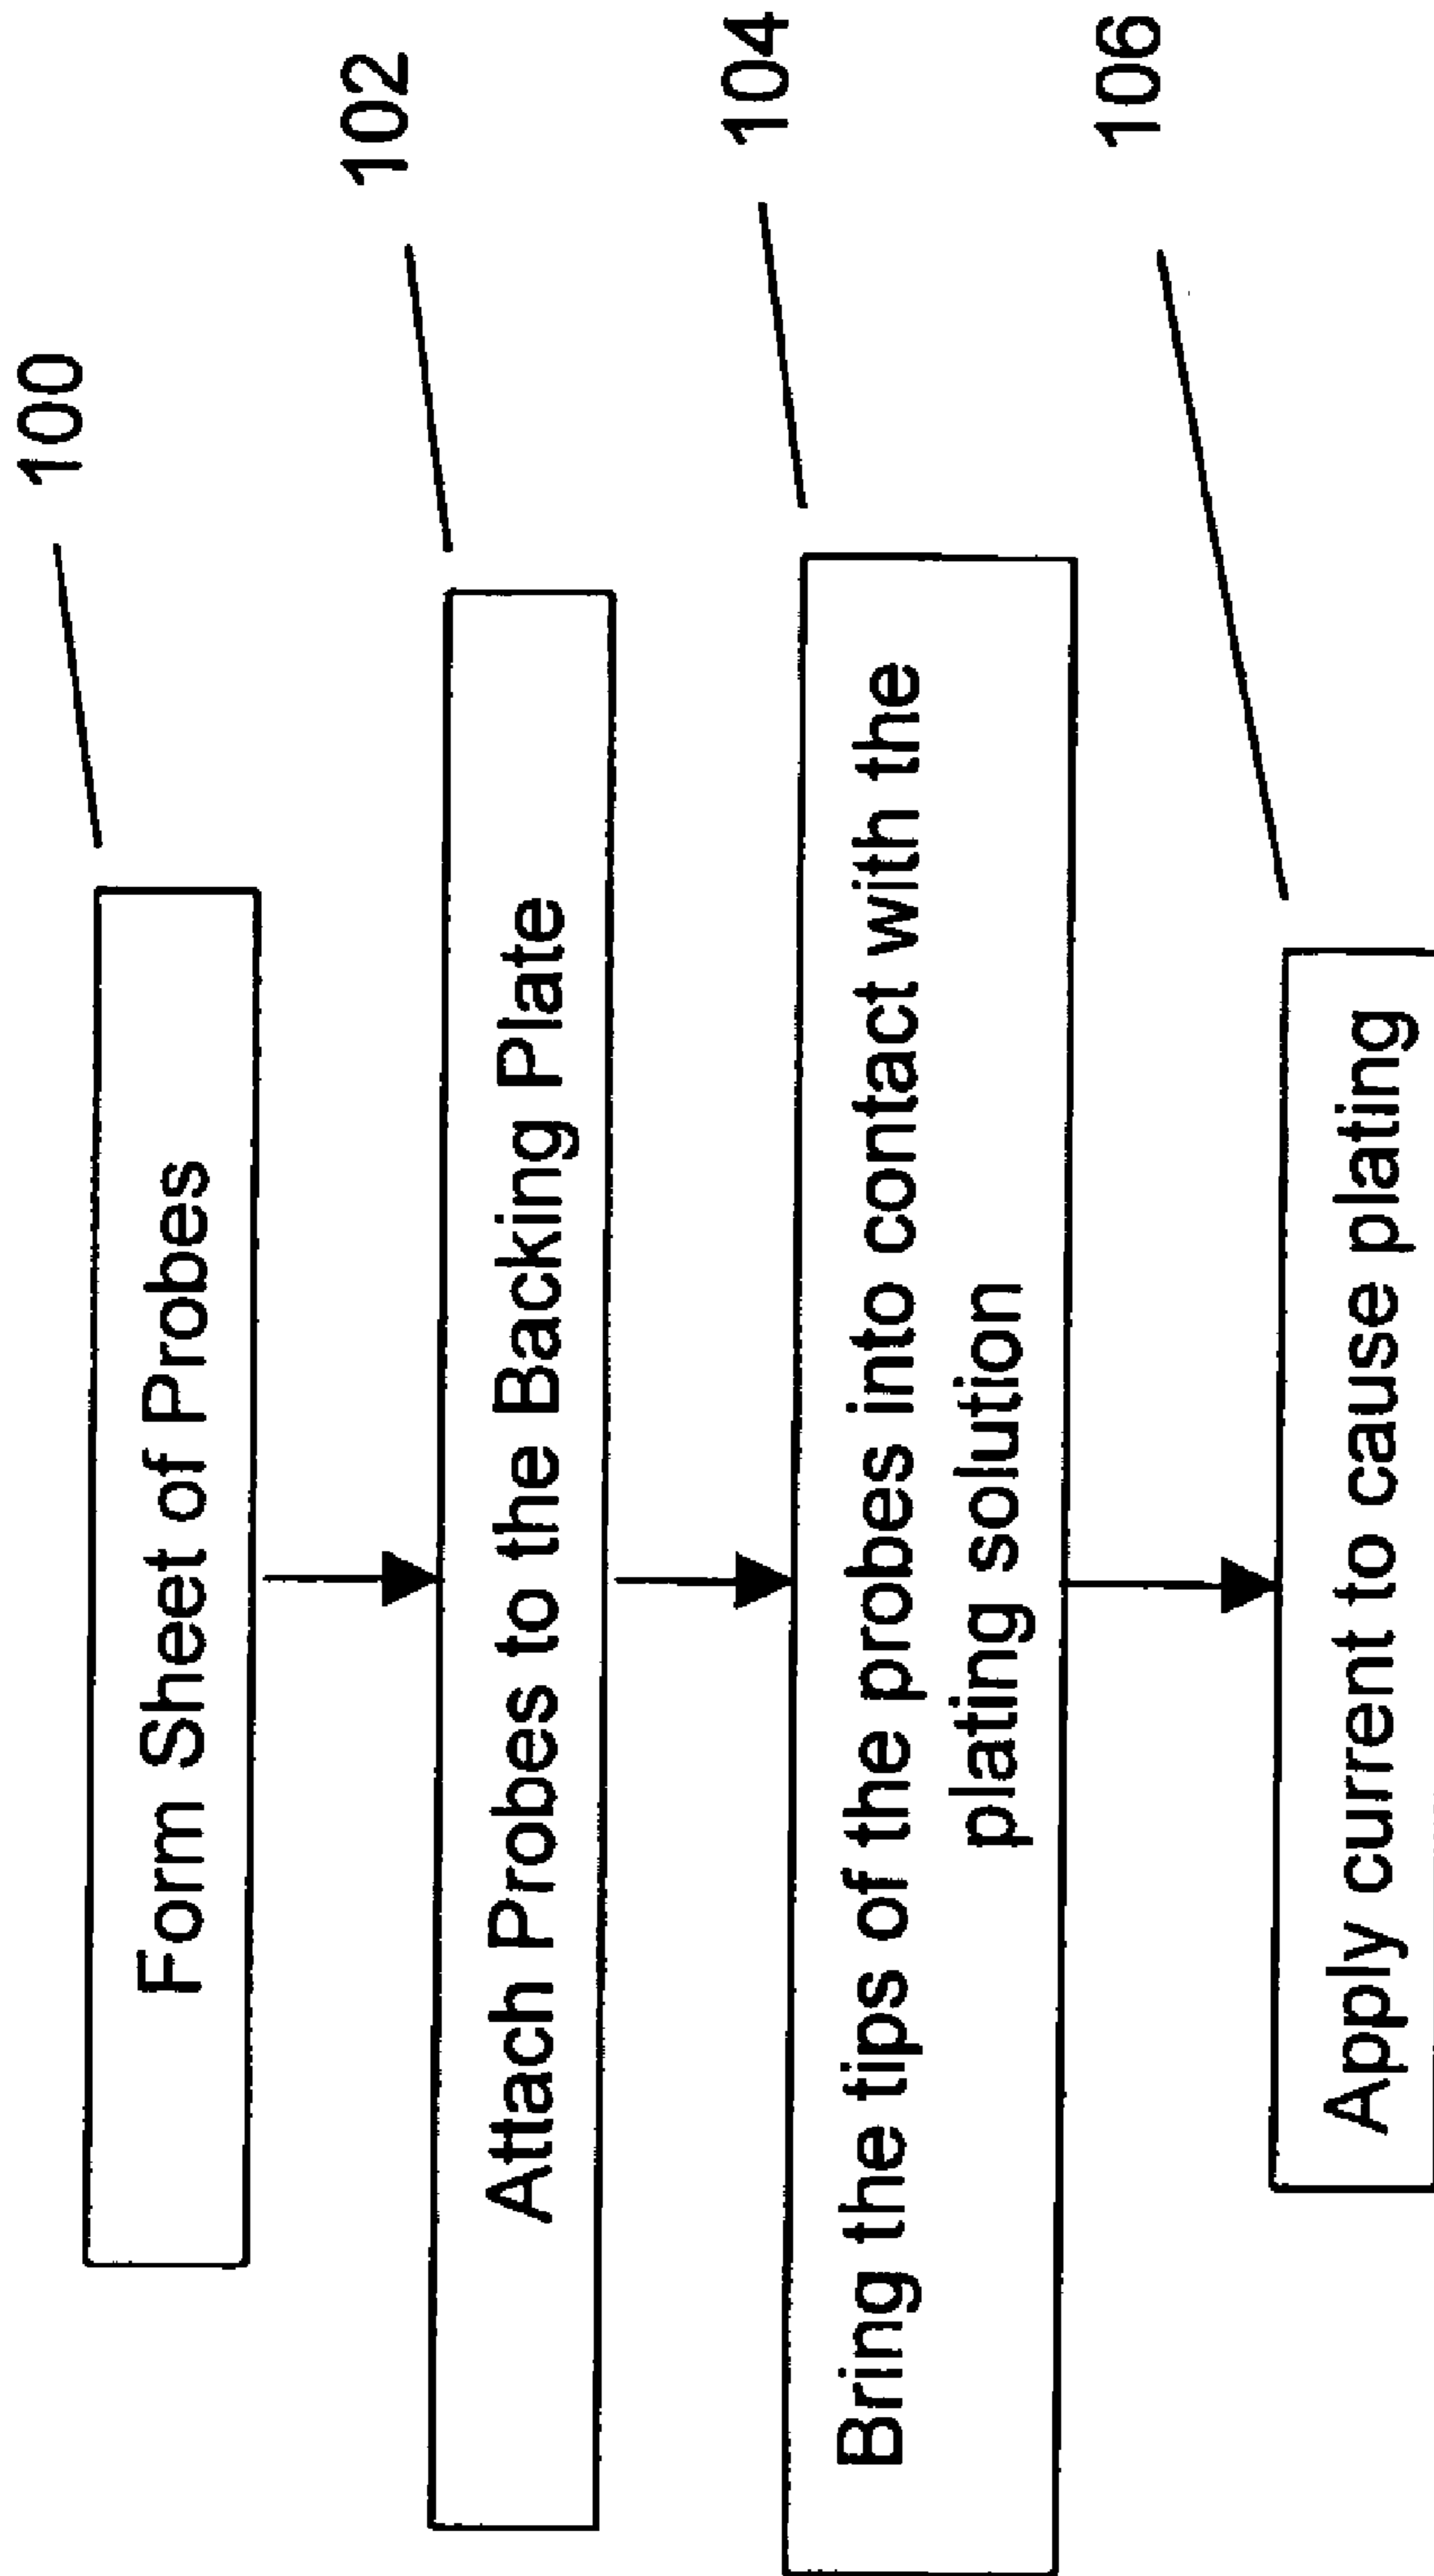 100
Form Sheet of Probes
102
Attach Probes to the Backing Plate
104
Bring the tips of the probes into contact with the
plating solution
106
Apply current to cause plating